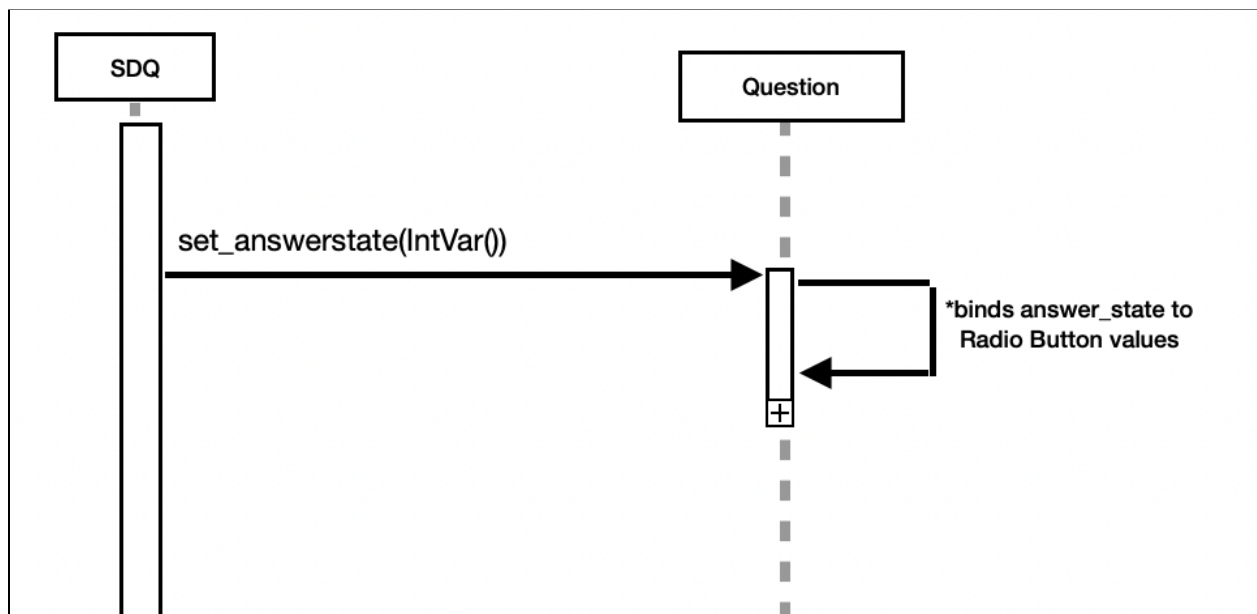 SDQ
Question
set_answerstate(IntVar())
*binds answer_state to
Radio Button values